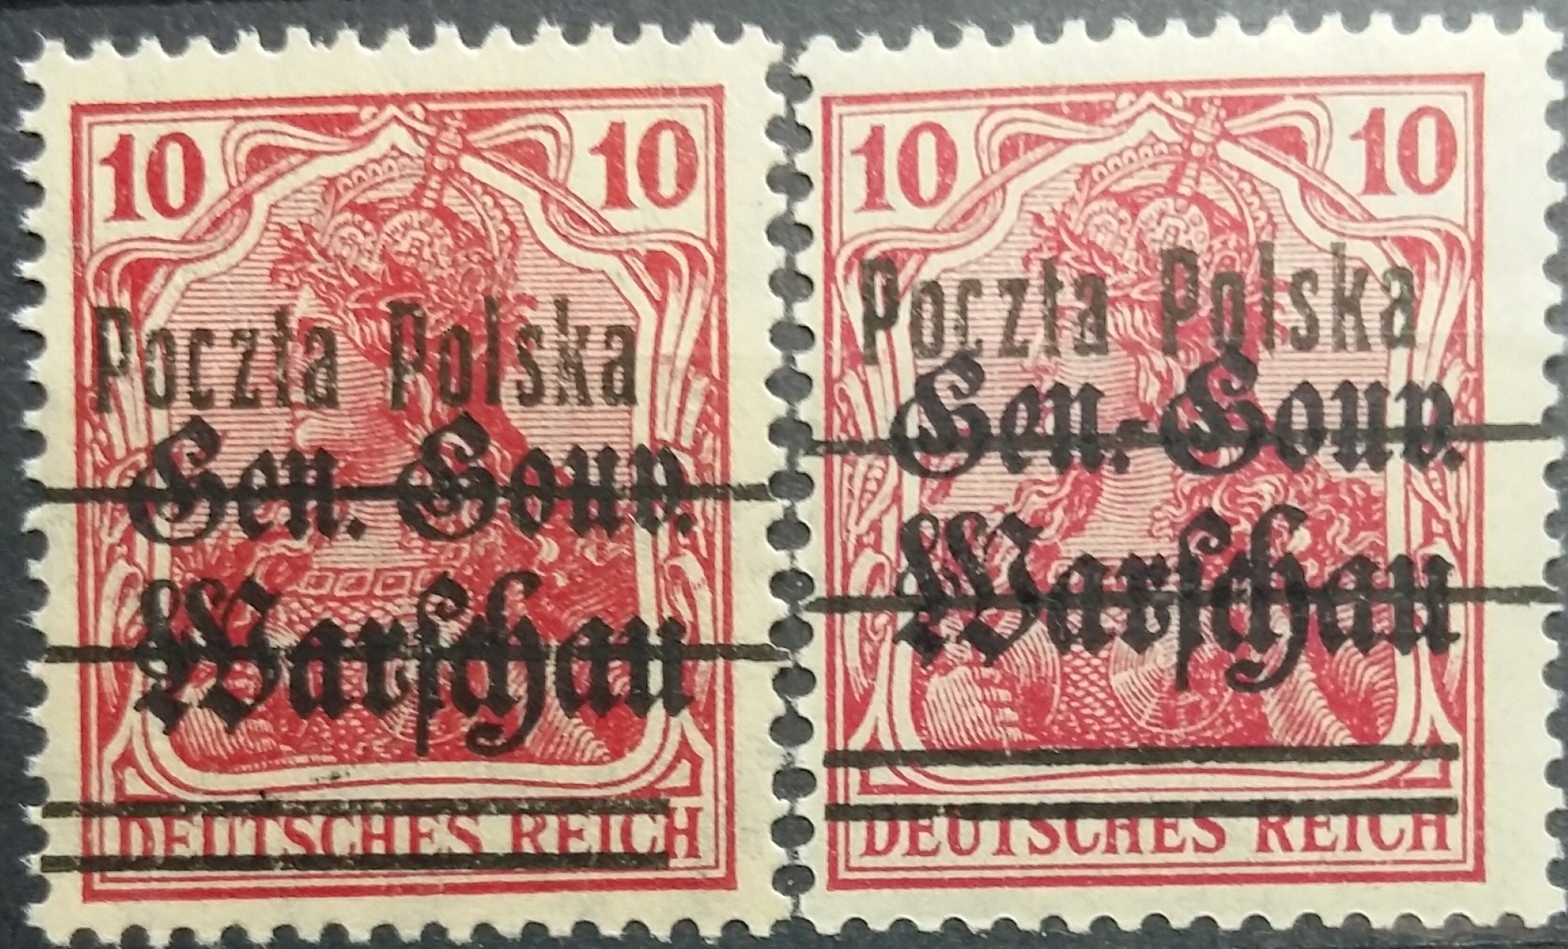 10 10
Poczta Polska
Gen.-Gouv.
Warschau
DEUTSCHES REICH
10 10
Poczta Polska
Gen.-Gouv.
Warschau
DEUTSCHES REICH